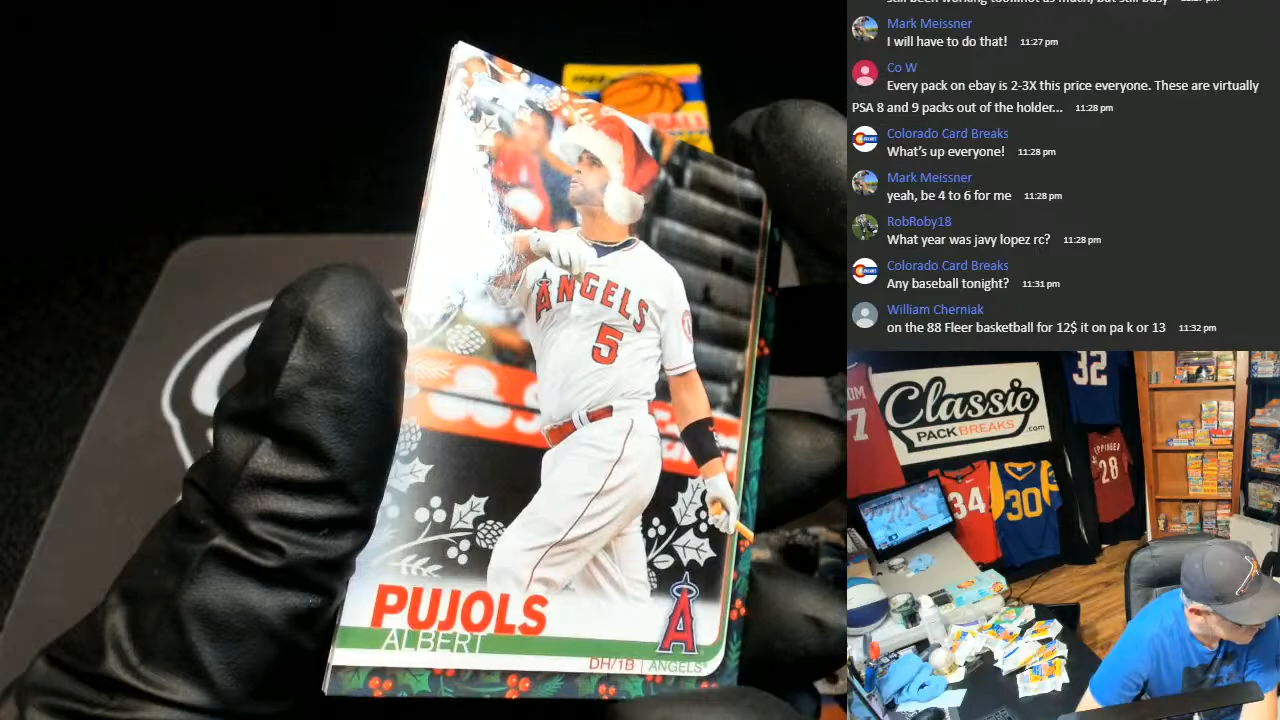 Mark Meissner
I will have to do that! 11:27 pm
Co W
Every pack on ebay is 2-3X this price everyone. These are virtually
PSA 8 and 9 packs out of the holder... 11:28 pm
Colorado Card Breaks
What's up everyone! 11:28 pm
Mark Meissner
yeah, be 4 to 6 for me 11:28 pm
RobRoby18
What year was javy lopez rc? 11:28 pm
Colorado Card Breaks
Any baseball tonight? 11:31 pm
William Cherniak
on the 88 Fleer basketball for 12$ it on pa k or 13 11:32 pm
ANGELS
5
PUJOLS
ALBERT
DH/1B | ANGELS
A
Classic
PACK BREAKS .com
32
7
34
30
28